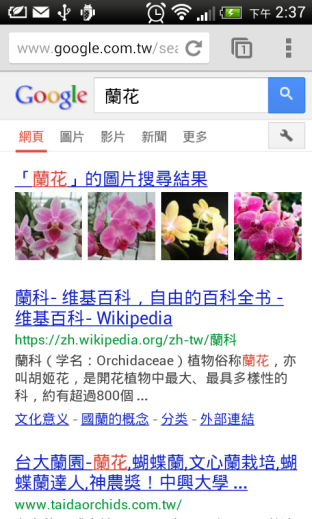 下午 2:37
www.google.com.tw/sea
1
Google 蘭花
網頁 圖片 影片 新聞 更多
「蘭花」的圖片搜尋結果
蘭科- 维基百科，自由的百科全书 -
维基百科- Wikipedia
https://zh.wikipedia.org/zh-tw/蘭科
蘭科（学名：Orchidaceae）植物俗称蘭花，亦
叫胡姬花，是開花植物中最大、最具多樣性的
科，約有超過800個 ...
文化意义 - 國蘭的概念 - 分类 - 外部連結
台大蘭園-蘭花,蝴蝶蘭,文心蘭栽培,蝴
蝶蘭達人,神農獎！中興大學 ...
www.taidaorchids.com.tw/